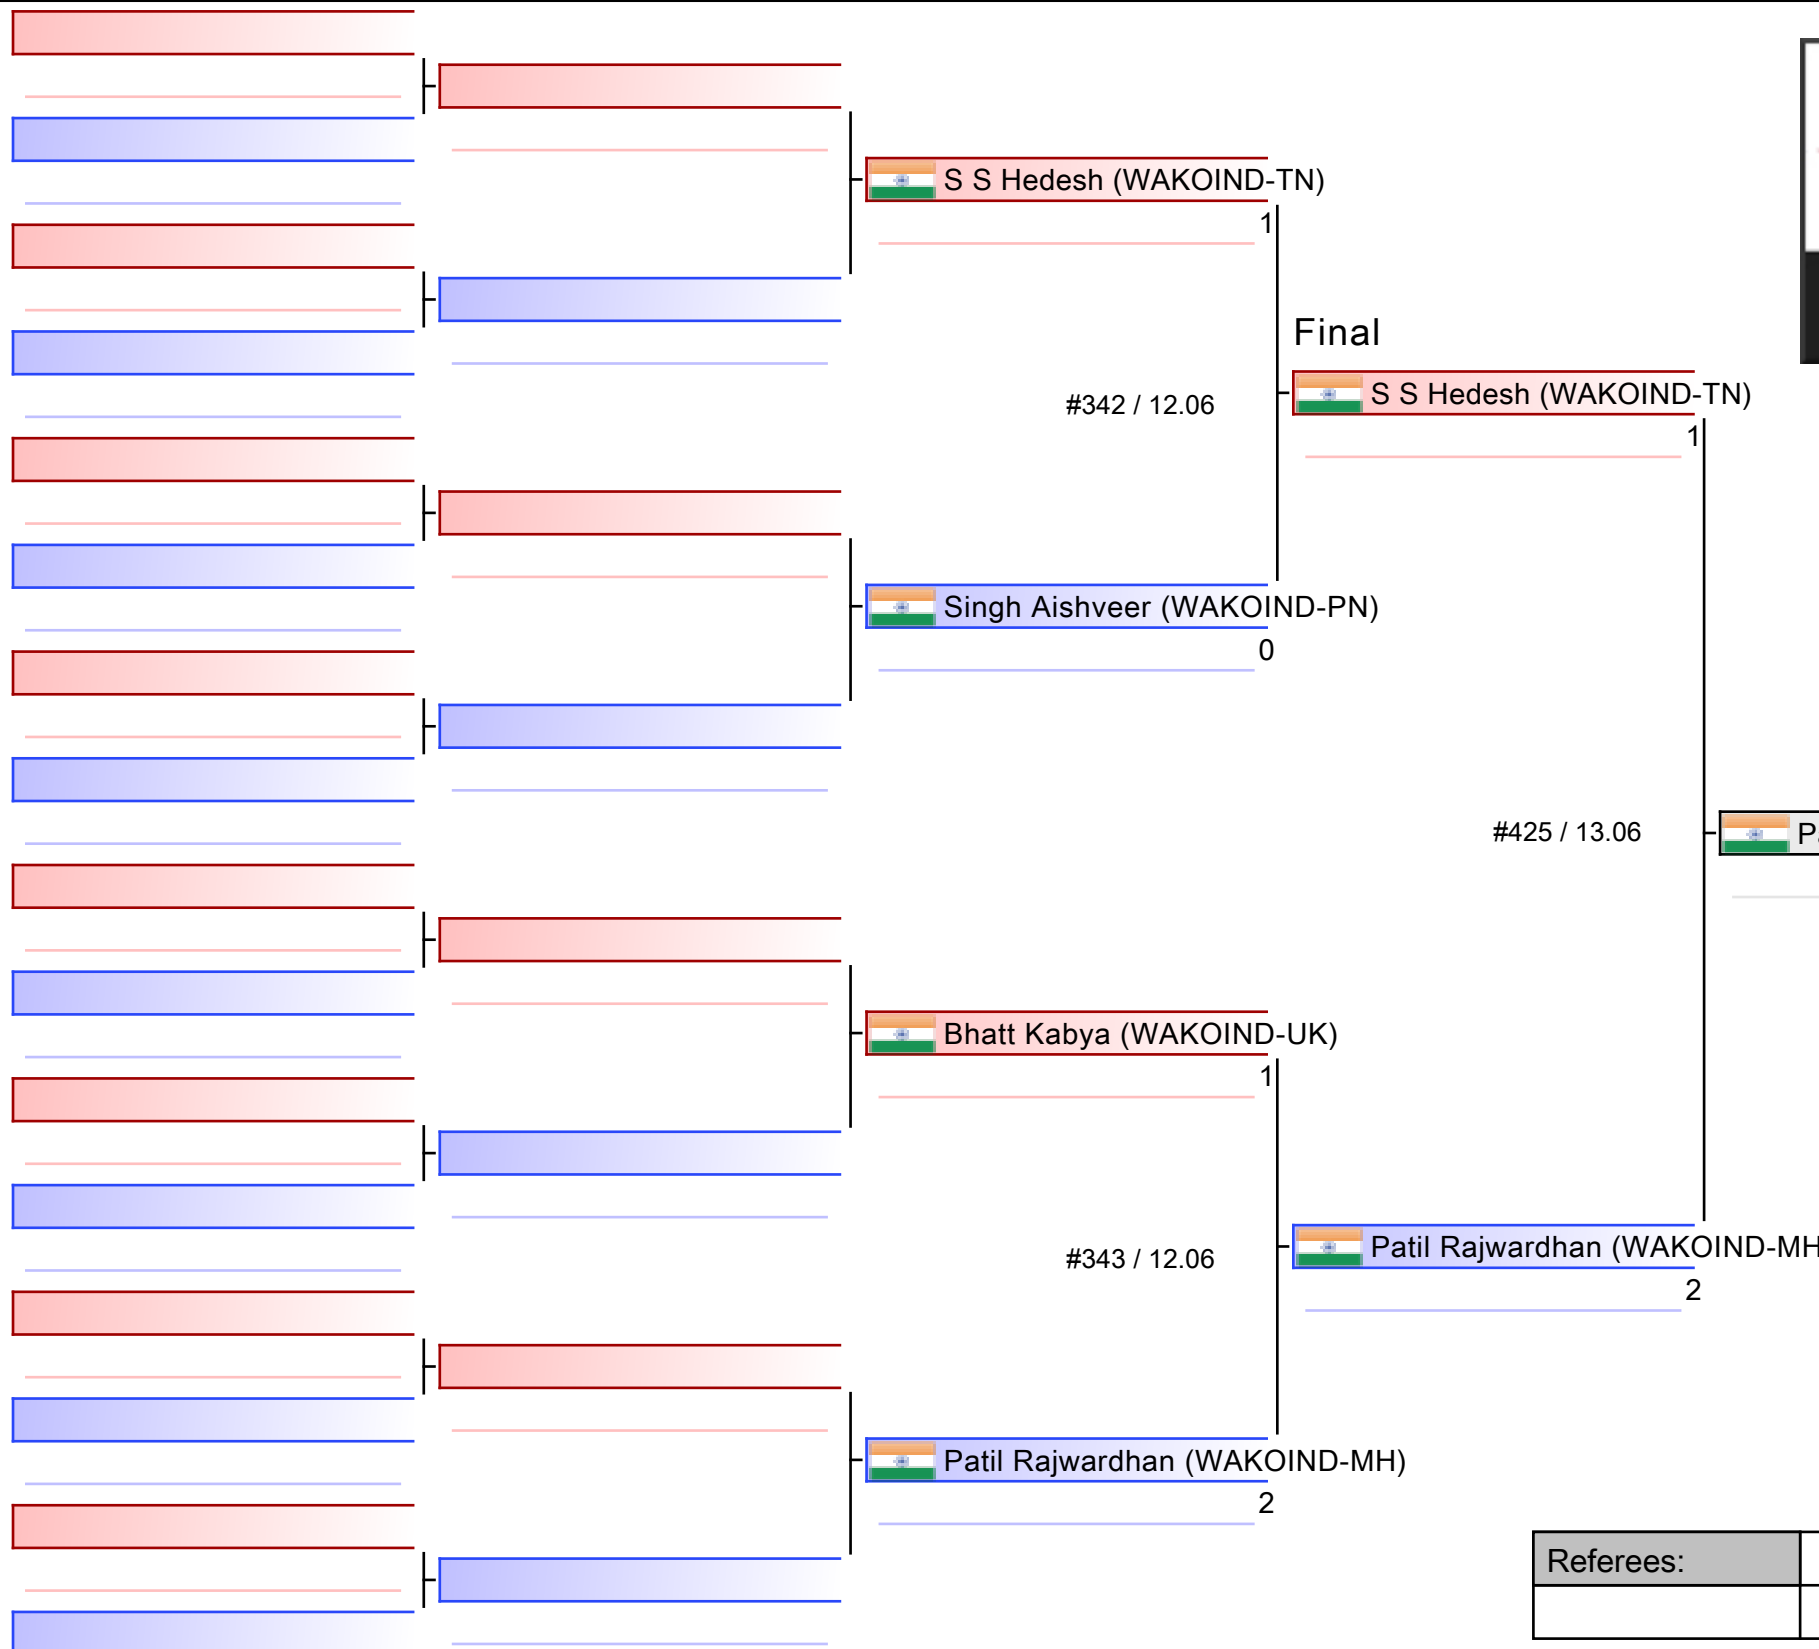 S S Hedesh (WAKOIND-TN)
1
Final
#342 / 12.06
S S Hedesh (WAKOIND-TN)
1
Singh Aishveer (WAKOIND-PN)
0
#425 / 13.06
Bhatt Kabya (WAKOIND-UK)
1
#343 / 12.06
Patil Rajwardhan (WAKOIND-MH
2
Patil Rajwardhan (WAKOIND-MH)
2
Referees: